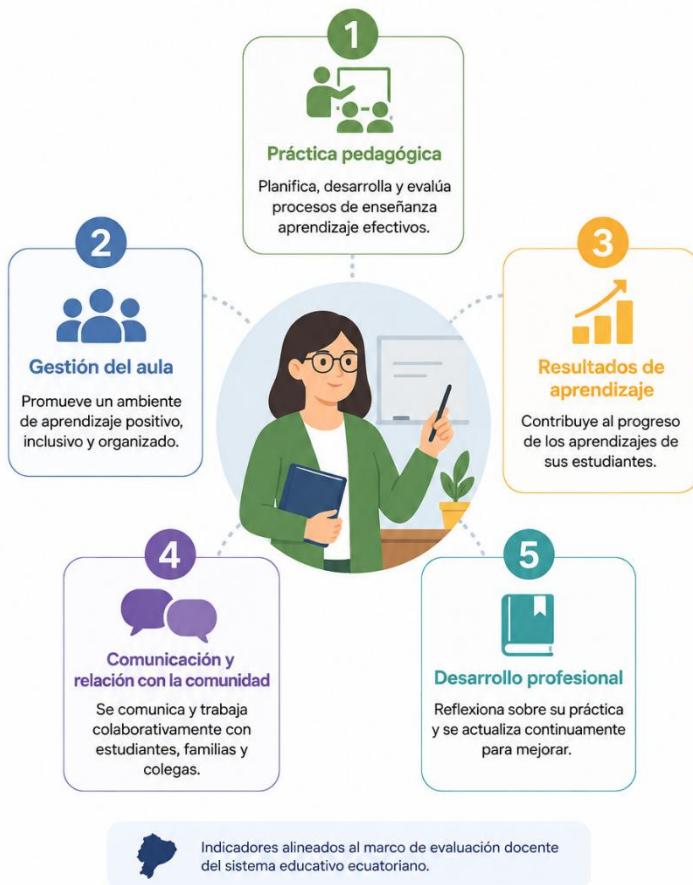 1
Práctica pedagógica
Planifica, desarrolla y evalúa
procesos de enseñanza
aprendizaje efectivos.
2
Gestión del aula
Promueve un ambiente
de aprendizaje positivo,
inclusivo y organizado.
3
Resultados de
aprendizaje
Contribuye al progreso
de los aprendizajes de
sus estudiantes.
4
Comunicación y
relación con la comunidad
Se comunica y trabaja
colaborativamente con
estudiantes, familias y
colegas.
5
Desarrollo profesional
Reflexiona sobre su práctica
y se actualiza continuamente
para mejorar.
Indicadores alineados al marco de evaluación docente
del sistema educativo ecuatoriano.